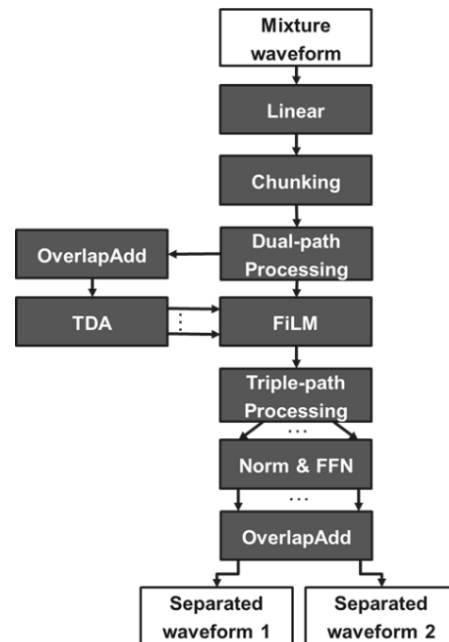 Mixture
waveform
Linear
Chunking
OverlapAdd
Dual-path
Processing
TDA
⋮
FiLM
Triple-path
Processing
...
Norm & FFN
...
OverlapAdd
Separated
waveform 1
Separated
waveform 2